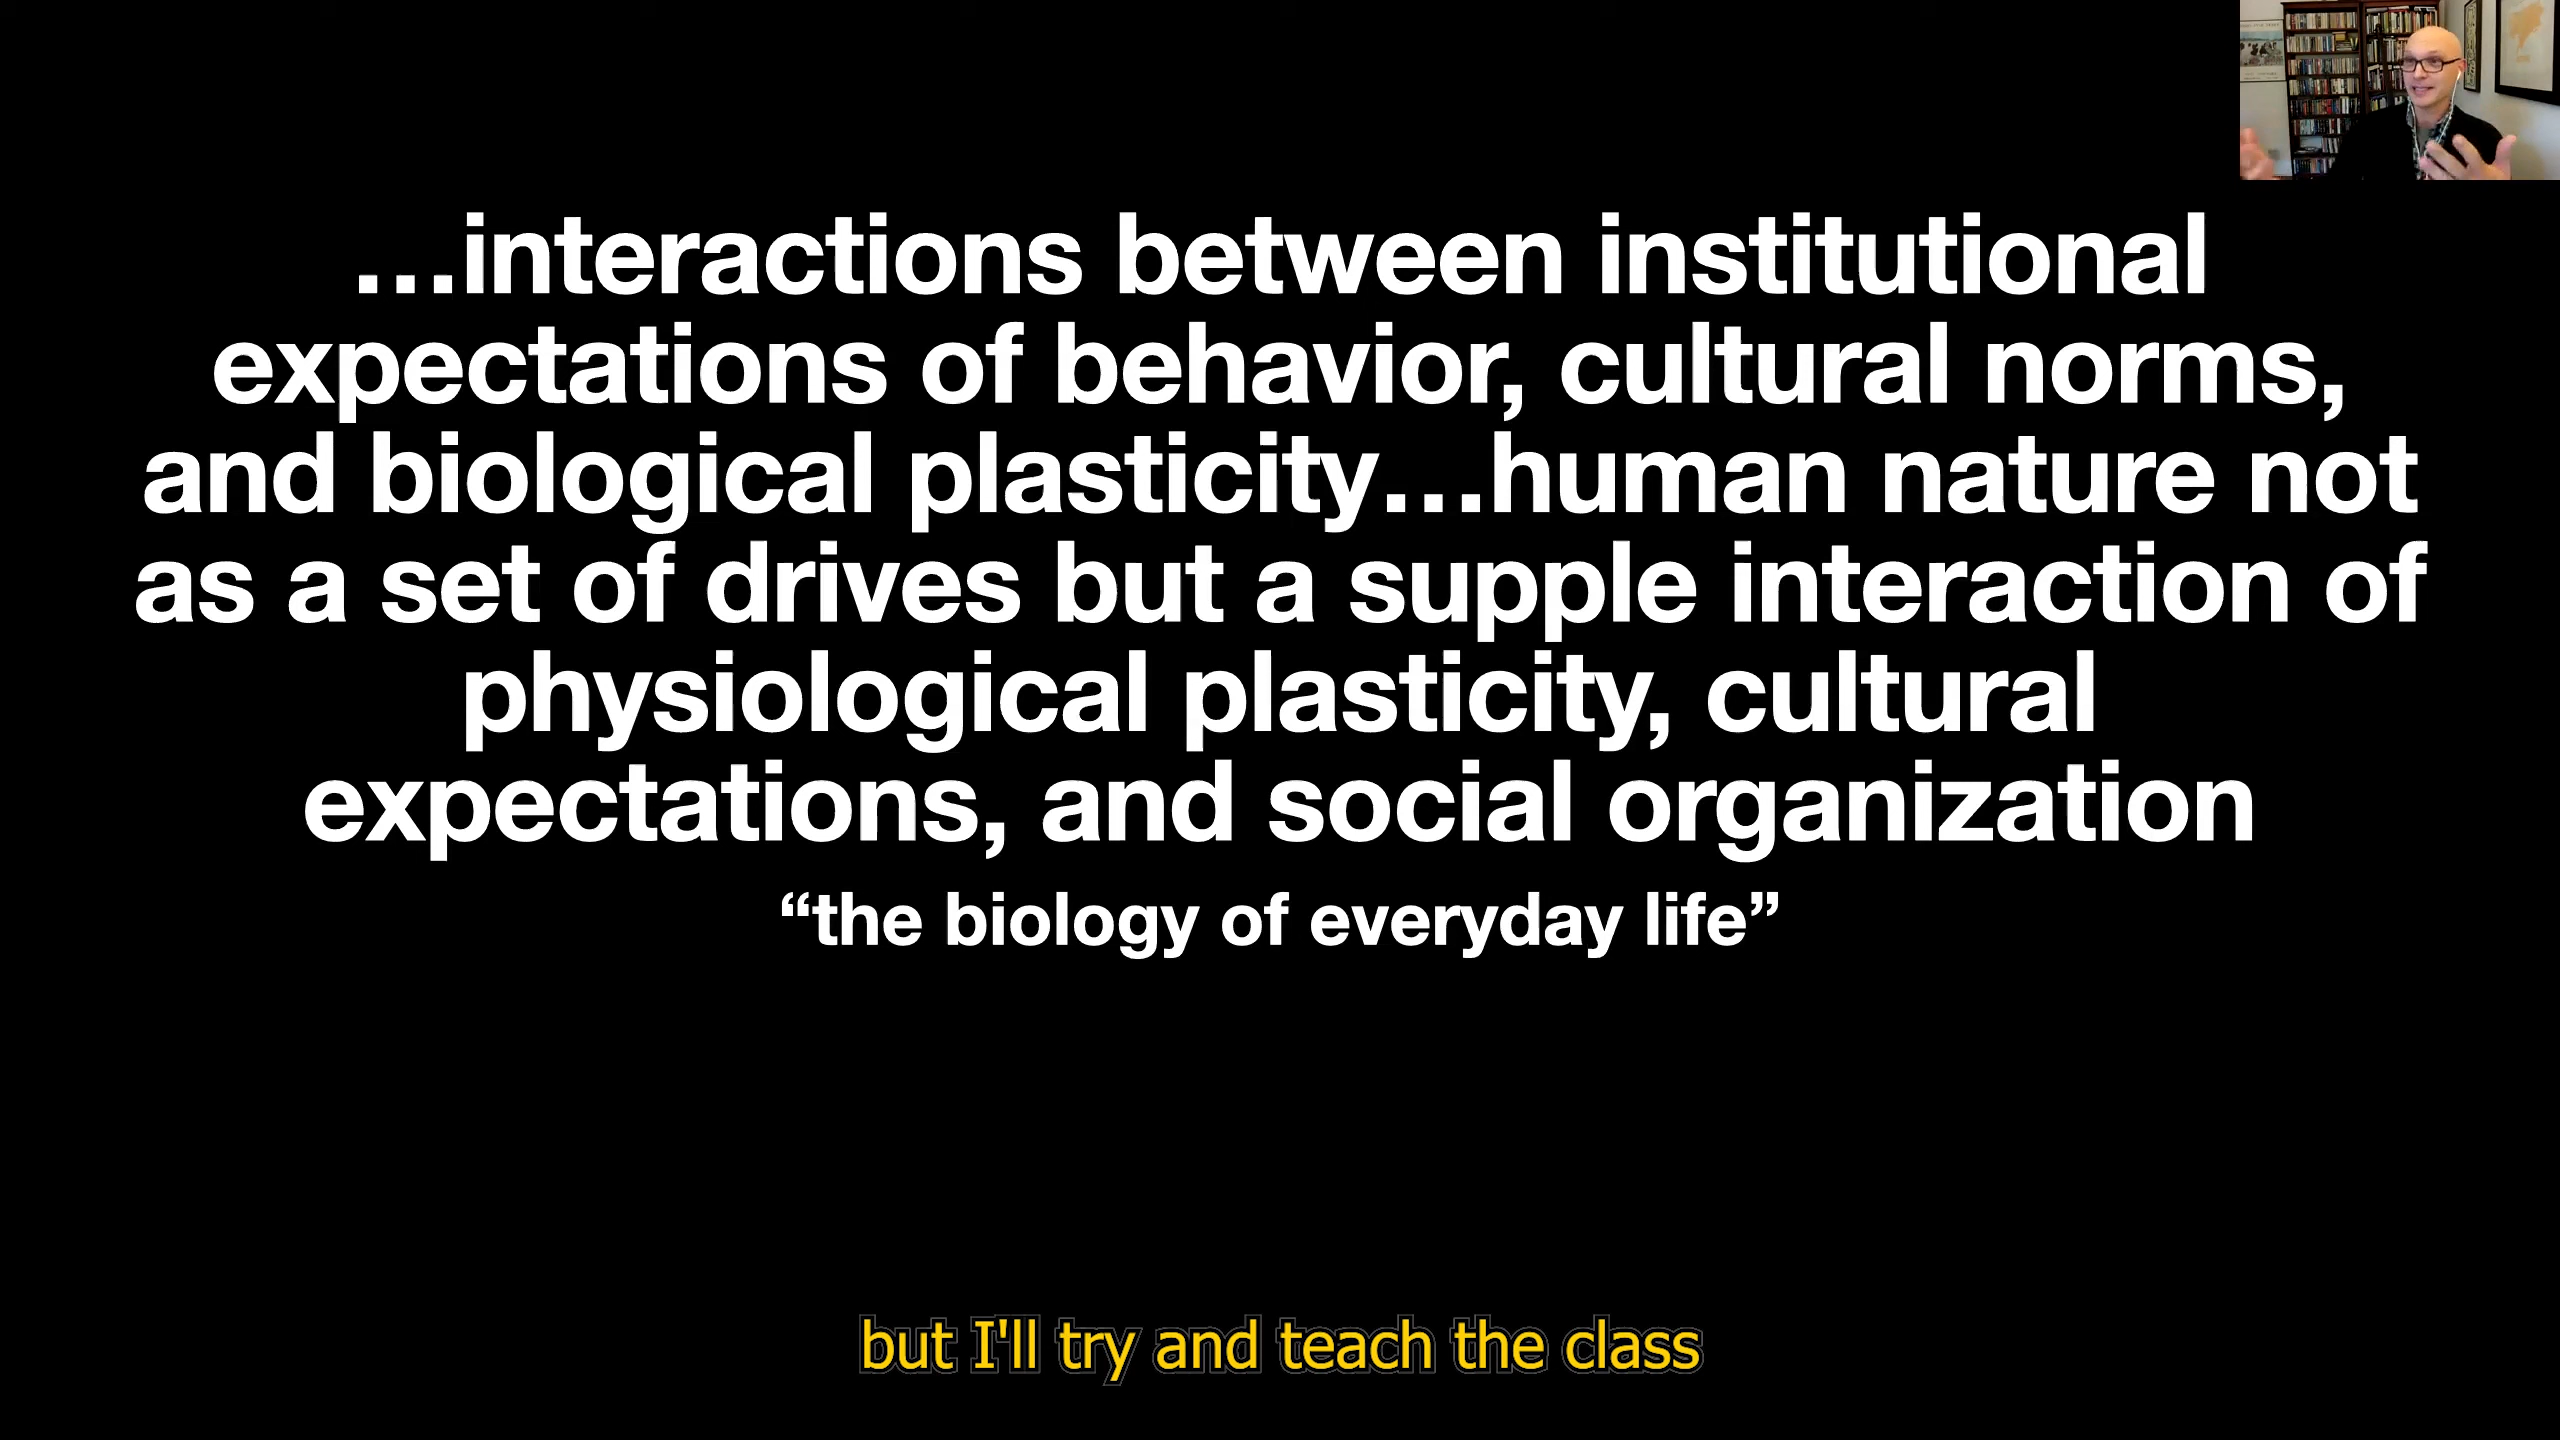 …interactions between institutional
expectations of behavior, cultural norms,
and biological plasticity…human nature not
as a set of drives but a supple interaction of
physiological plasticity, cultural
expectations, and social organization
“the biology of everyday life”
but I'll try and teach the class